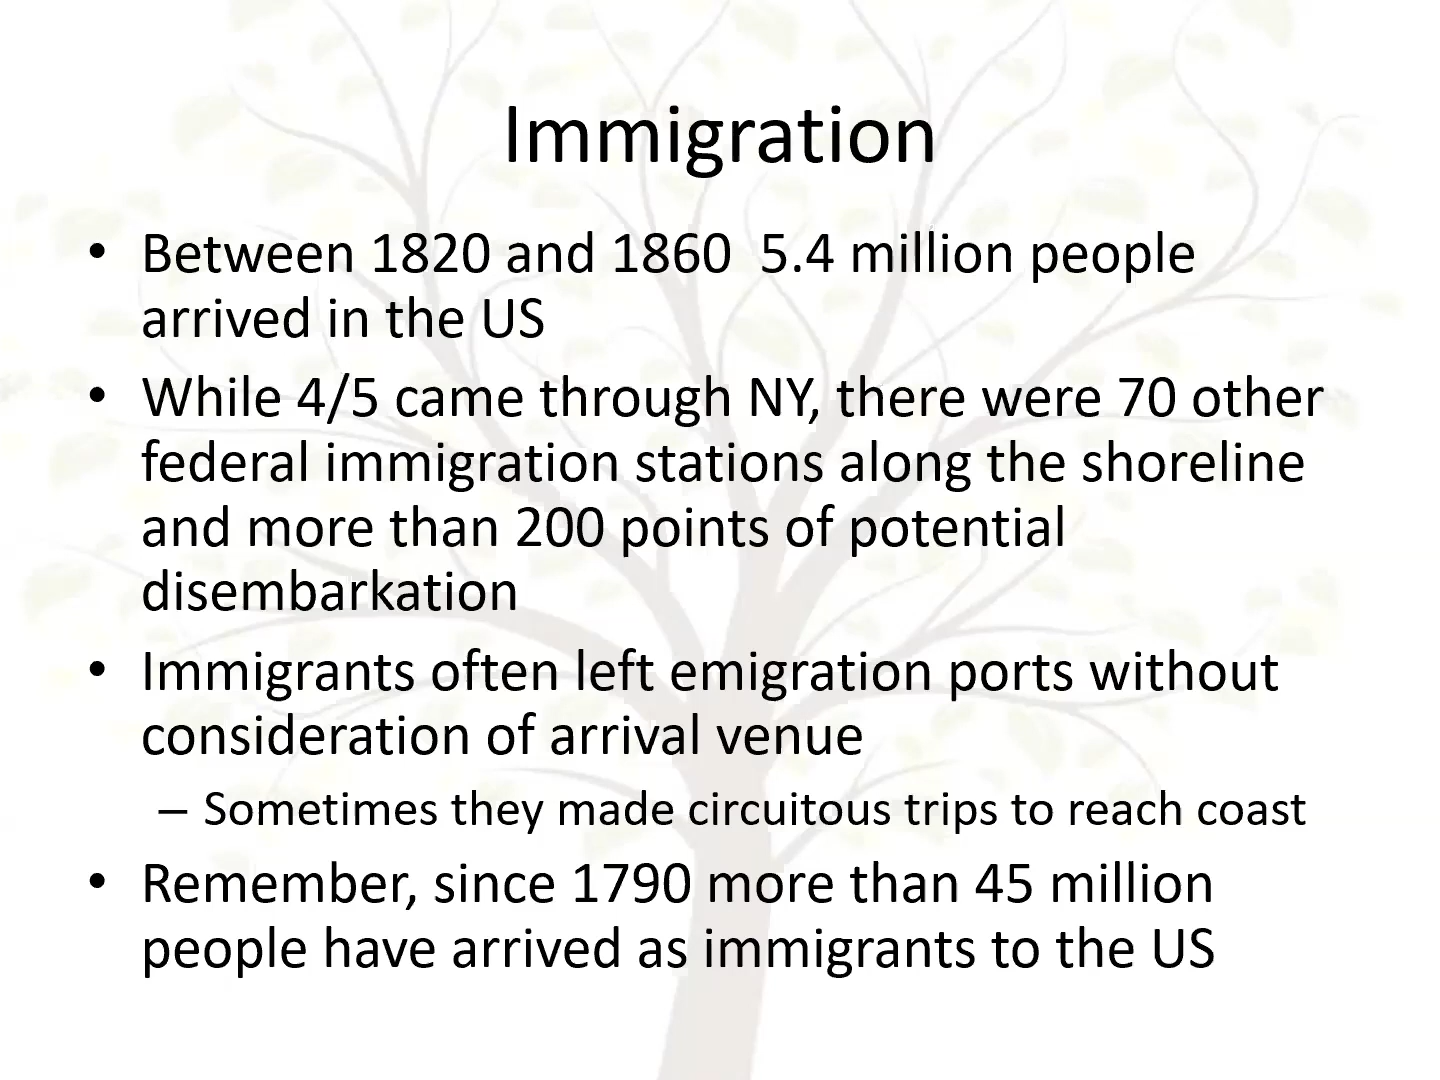 Immigration
• Between 1820 and 1860  5.4 million people
arrived in the US
• While 4/5 came through NY, there were 70 other
federal immigration stations along the shoreline
and more than 200 points of potential
disembarkation
• Immigrants often left emigration ports without
consideration of arrival venue
– Sometimes they made circuitous trips to reach coast
• Remember, since 1790 more than 45 million
people have arrived as immigrants to the US